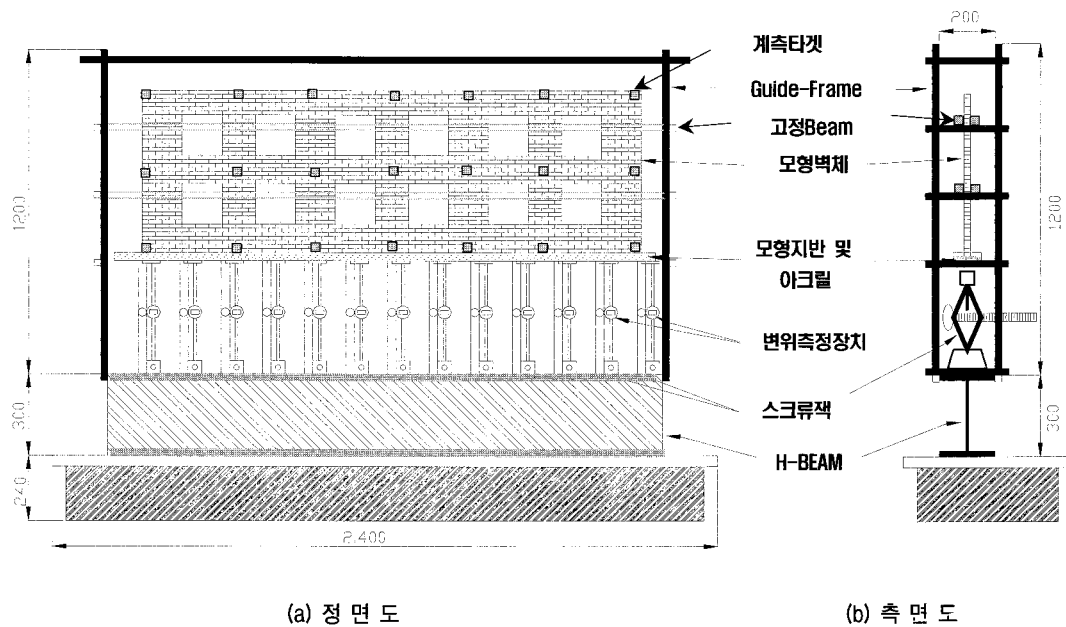 200
계측타겟
Guide-Frame
고정Beam
모형벽체
1200
1200
모형지반 및
아크릴
변위측정장치
스크류잭
300
300
H-BEAM
240
2,400
(a) 정 면 도
(b) 측 면 도